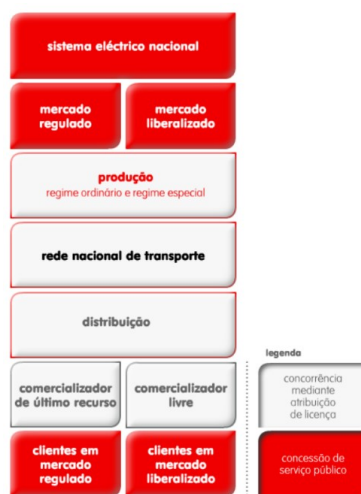 sistema eléctrico nacional
mercado
regulado
mercado
liberalizado
produção
regime ordinário e regime especial
rede nacional de transporte
distribuição
comercializador
de último recurso
comercializador
livre
clientes em
mercado
regulado
clientes em
mercado
liberalizado
legenda
concorrência
mediante
atribuição
de licença
concessão de
serviço público